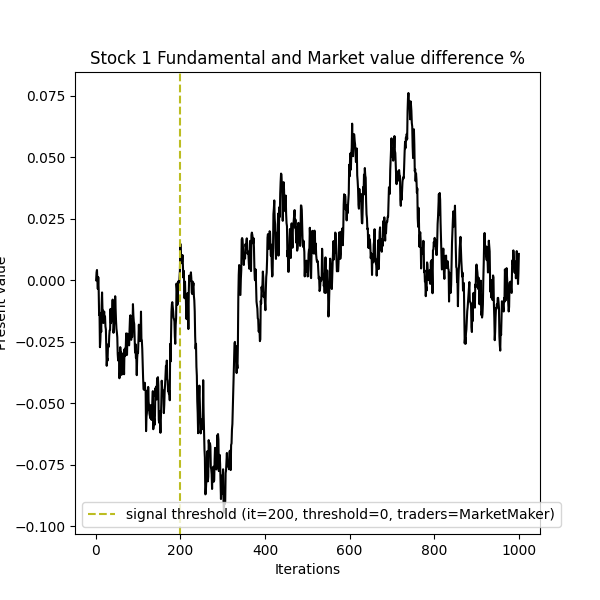 Stock 1 Fundamental and Market value difference %
0.075
0.050
0.025
0.000
−0.025
−0.050
−0.075
−0.100
Present value
signal threshold (it=200, threshold=0, traders=MarketMaker)
0 200 400 600 800 1000
Iterations